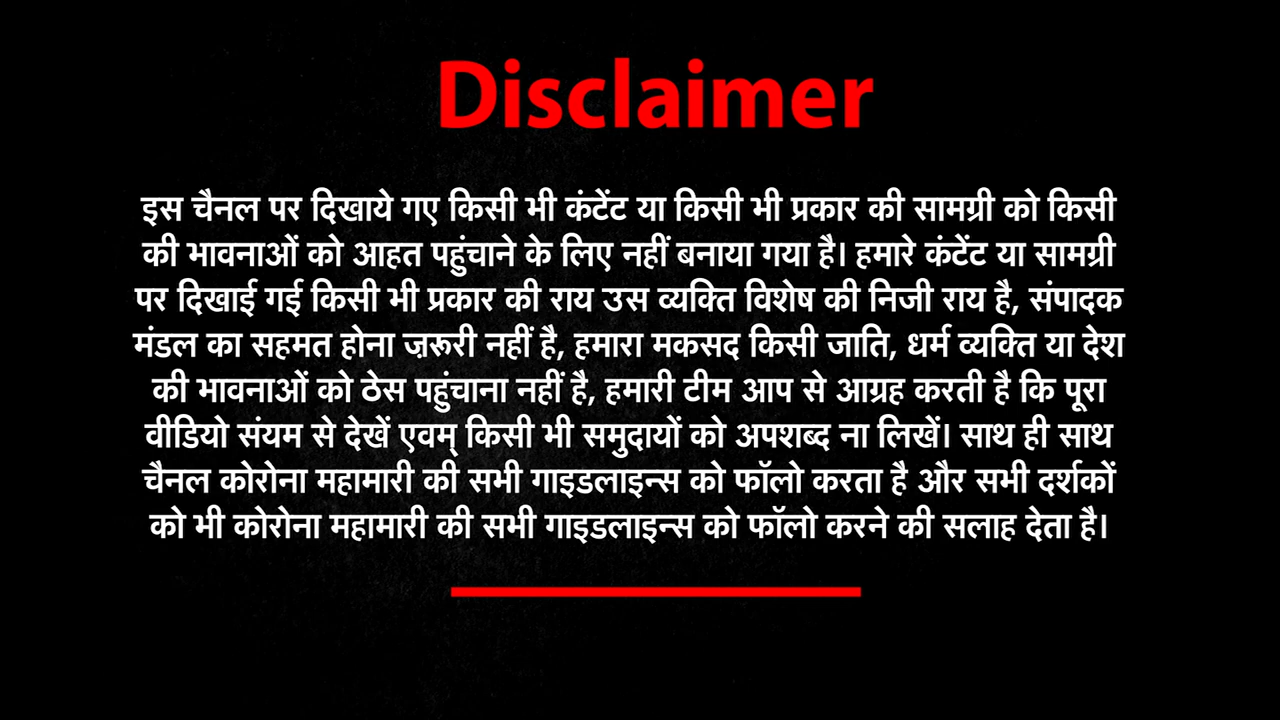 Disclaimer
इस चैनल पर दिखाये गए किसी भी कंटेंट या किसी भी प्रकार की सामग्री को किसी
की भावनाओं को आहत पहुंचाने के लिए नहीं बनाया गया है। हमारे कंटेंट या सामग्री
पर दिखाई गई किसी भी प्रकार की राय उस व्यक्ति विशेष की निजी राय है, संपादक
मंडल का सहमत होना ज़रूरी नहीं है, हमारा मकसद किसी जाति, धर्म व्यक्ति या देश
की भावनाओं को ठेस पहुंचाना नहीं है, हमारी टीम आप से आग्रह करती है कि पूरा
वीडियो संयम से देखें एवम् किसी भी समुदायों को अपशब्द ना लिखें। साथ ही साथ
चैनल कोरोना महामारी की सभी गाइडलाइन्स को फॉलो करता है और सभी दर्शकों
को भी कोरोना महामारी की सभी गाइडलाइन्स को फॉलो करने की सलाह देता है।